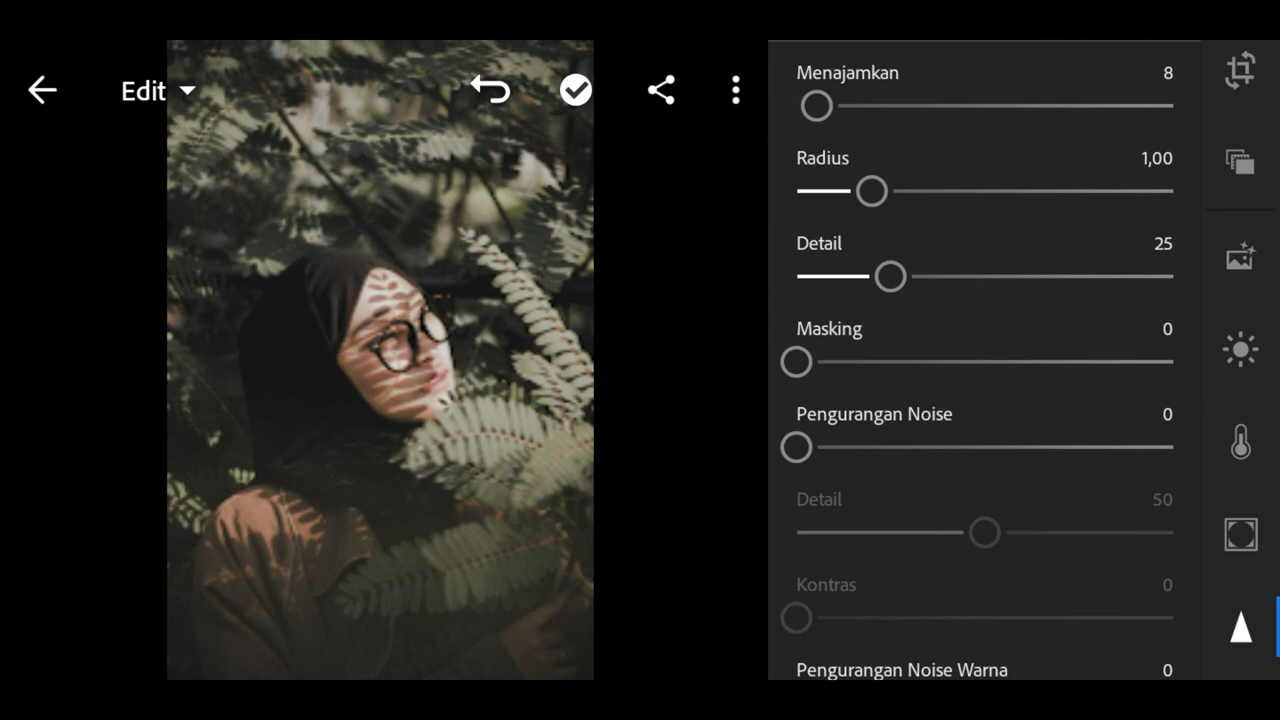 Edit
Menajamkan 8
Radius 1,00
Detail 25
Masking 0
Pengurangan Noise 0
Detail 50
Kontras 0
Pengurangan Noise Warna 0